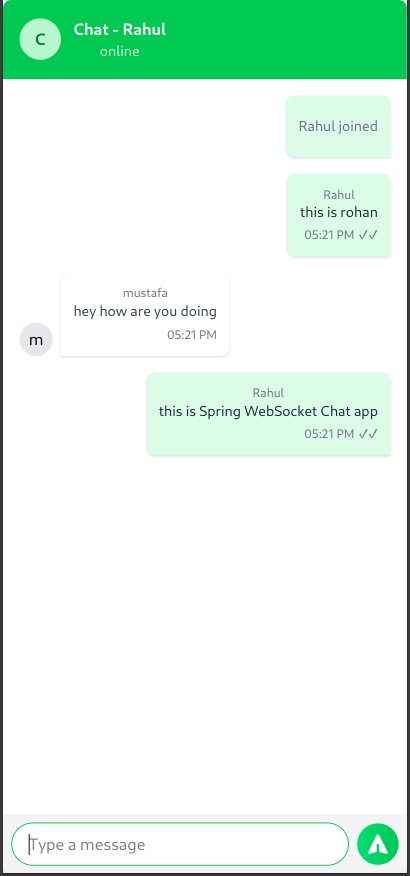 C
Chat - Rahul
online
Rahul joined
Rahul
this is rohan
05:21 PM ✓✓
mustafa
hey how are you doing
05:21 PM
m
Rahul
this is Spring WebSocket Chat app
05:21 PM ✓✓
Type a message